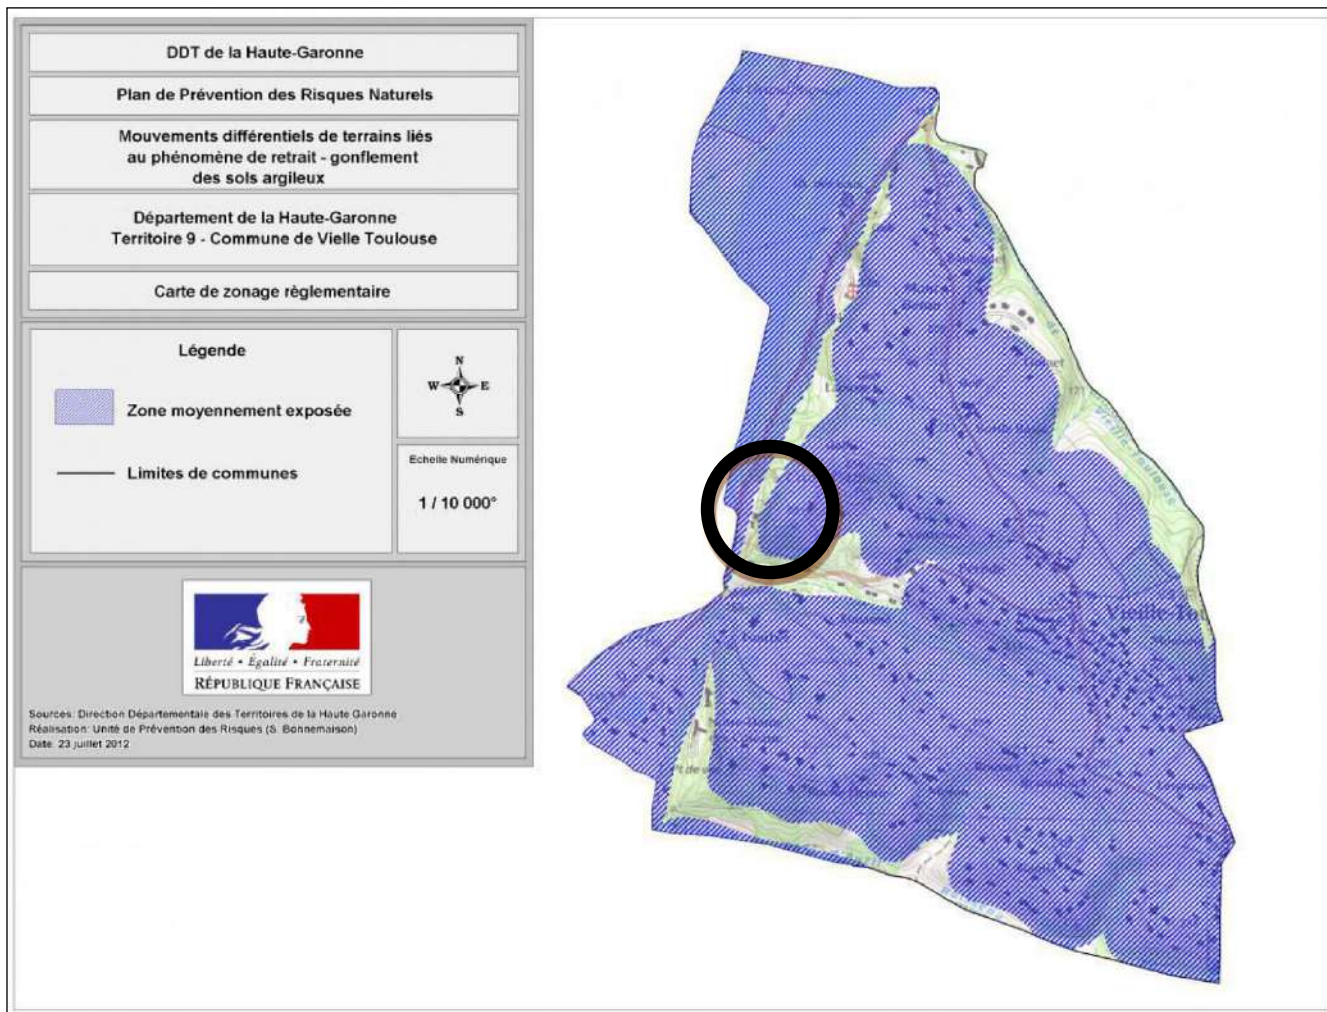 DDT de la Haute-Garonne
Plan de Prévention des Risques Naturels
Mouvements différentiels de terrains liés
au phénomène de retrait - gonflement
des sols argileux
Département de la Haute-Garonne
Territoire 9 - Commune de Vielle Toulouse
Carte de zonage règlementaire
Légende
Zone moyennement exposée
Limites de communes
N
W E
S
Echelle Numérique
1 / 10 000°
Liberté • Égalité • Fraternité
RÉPUBLIQUE FRANÇAISE
Sources: Direction Départementale des Territoires de la Haute Garonne
Réalisation: Unité de Prévention des Risques (S. Bonnemaison)
Date: 23 juillet 2012
de
Vieille-Toulouse
Vieille-Tou